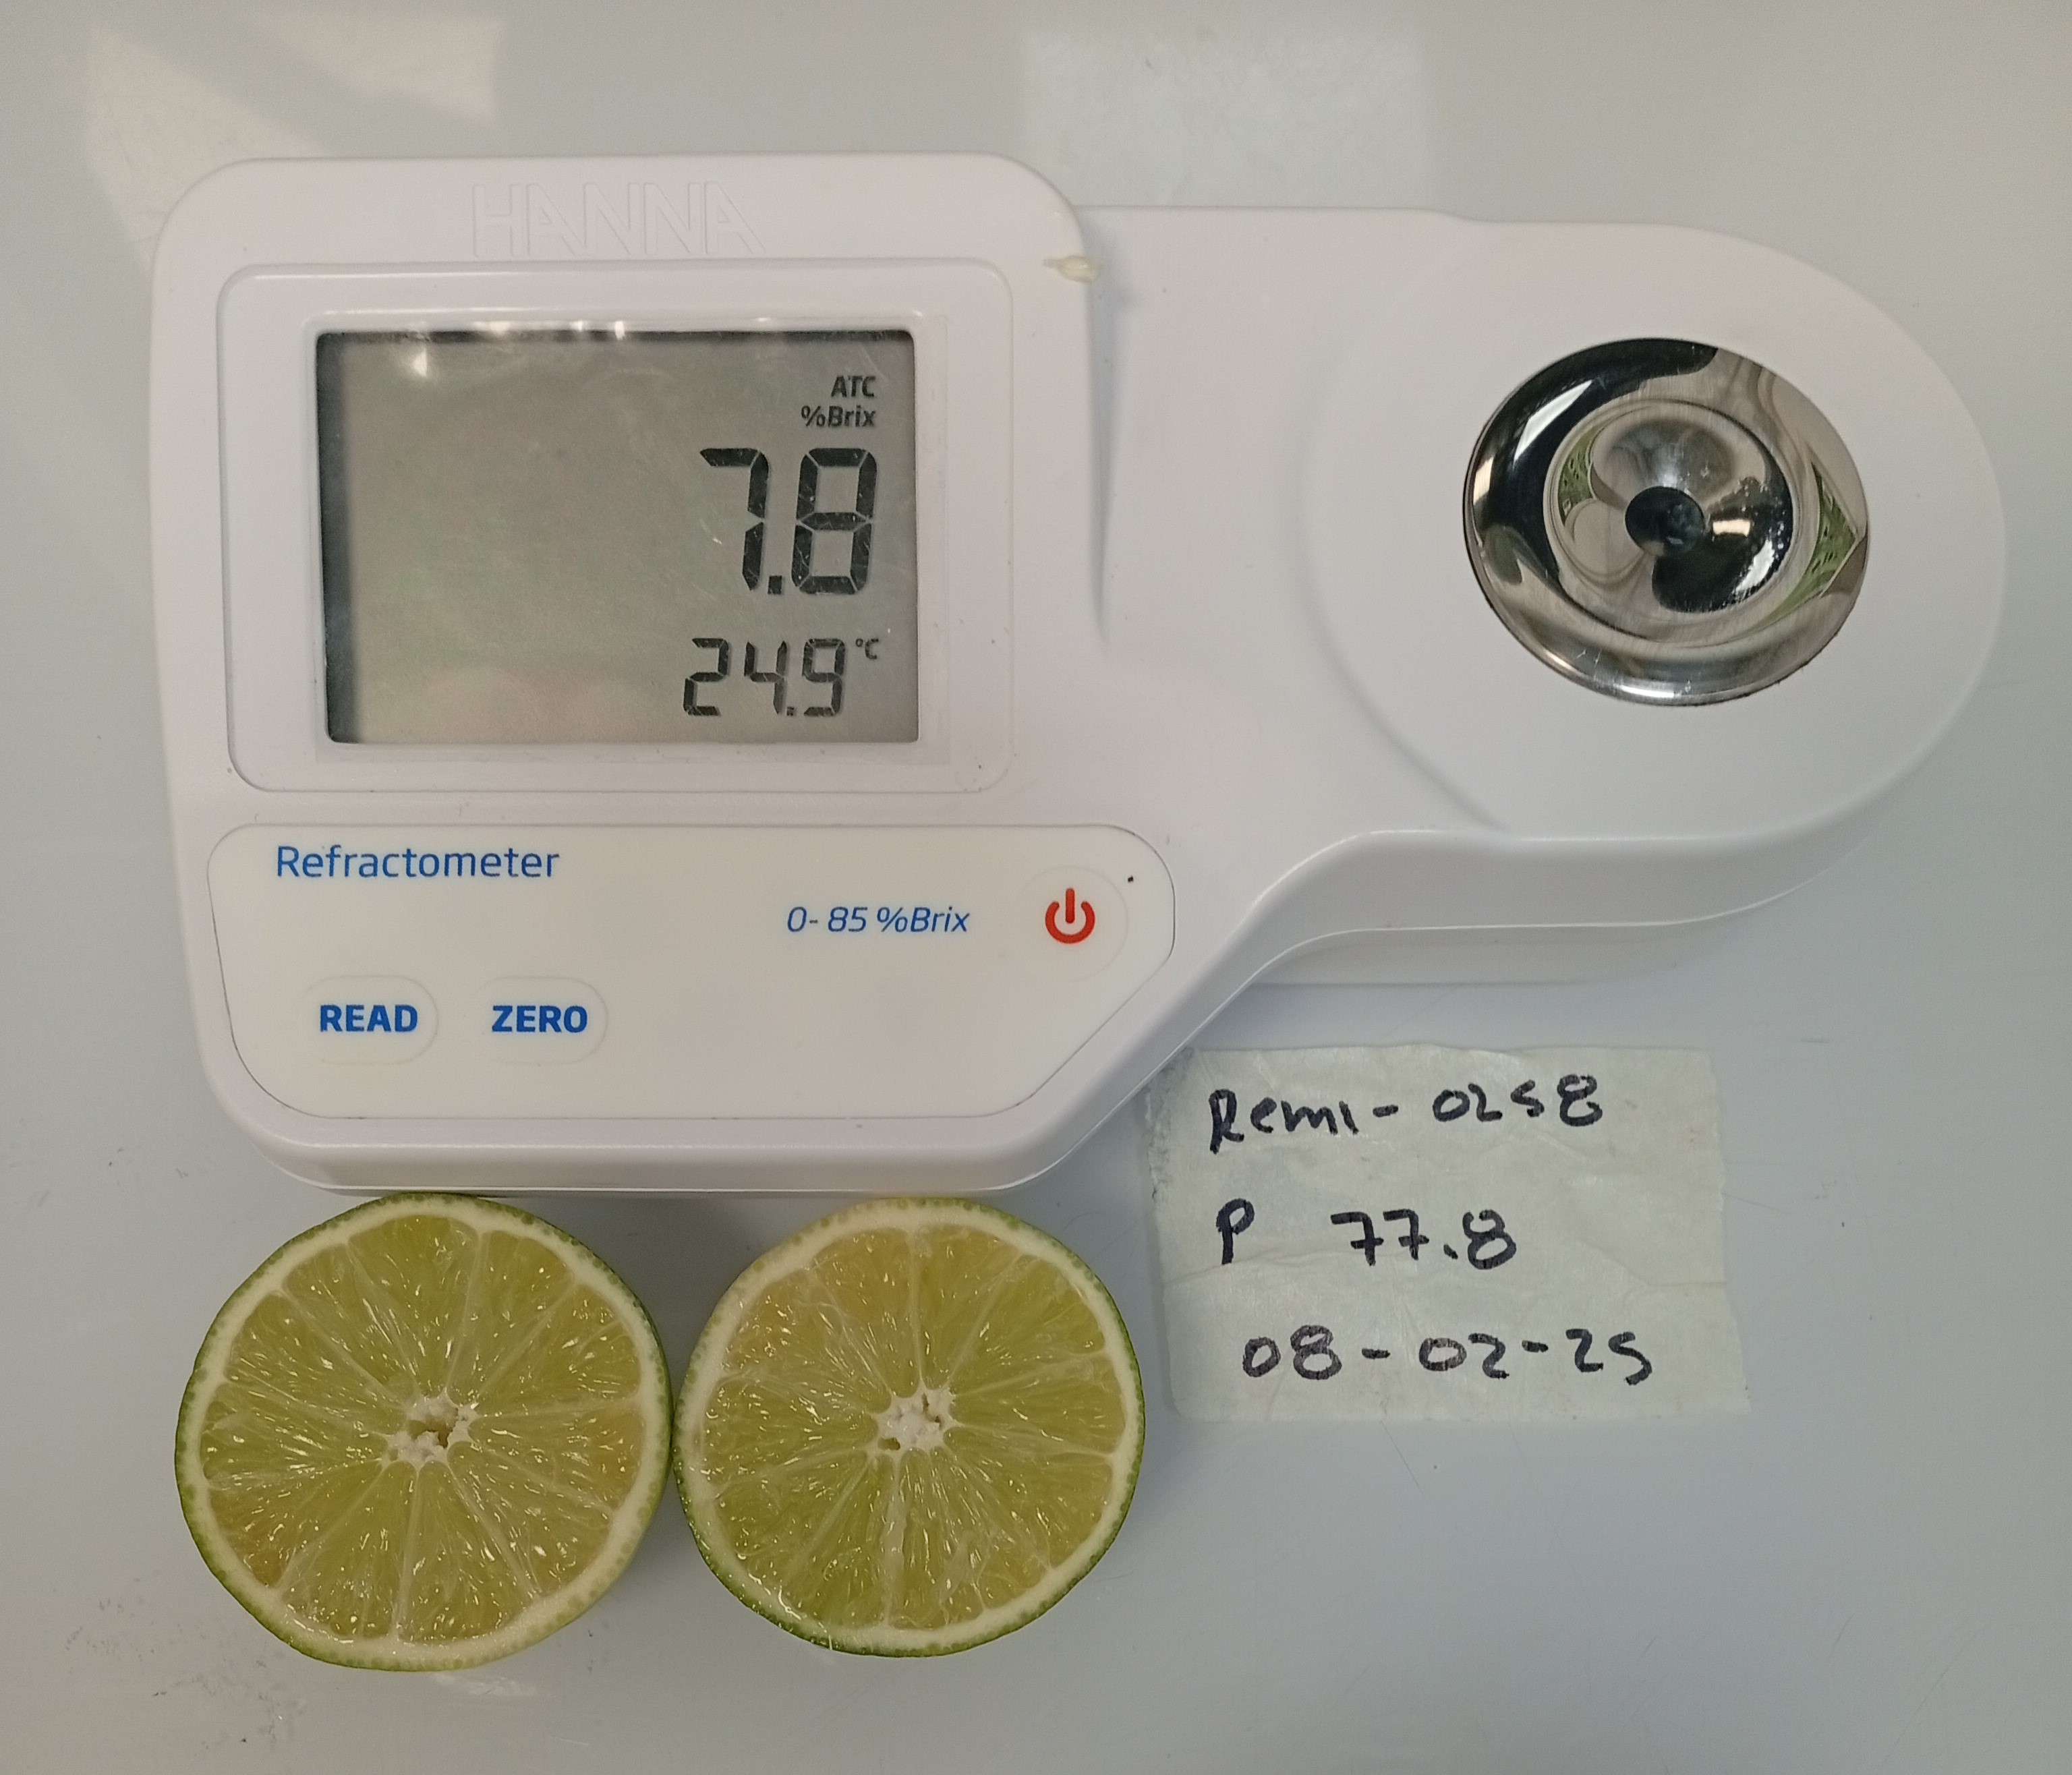 HANNA
ATC
%Brix
7.8
24.9 °C
Refractometer
0-85 %Brix
READ ZERO
Remi - 0258
P 77.8
08-02-25